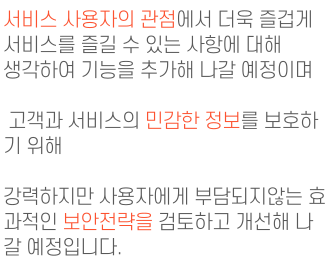 서비스 사용자의 관점에서 더욱 즐겁게
서비스를 즐길 수 있는 사항에 대해
생각하여 기능을 추가해 나갈 예정이며
고객과 서비스의 민감한 정보를 보호하
기 위해
강력하지만 사용자에게 부담되지않는 효
과적인 보안전략을 검토하고 개선해 나
갈 예정입니다.